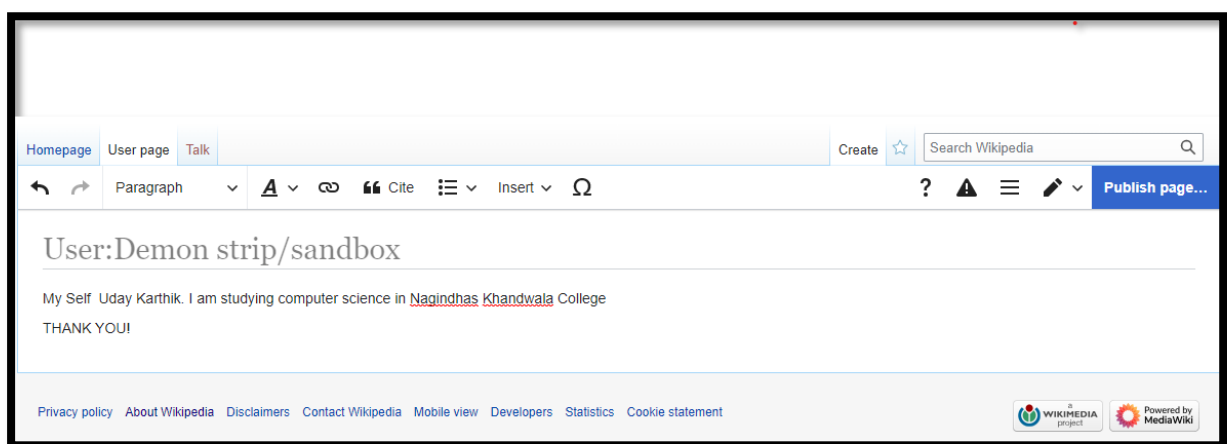 Homepage User page Talk Create Search Wikipedia
Paragraph A Cite Insert Ω ? Publish page...
User:Demon strip/sandbox
My Self Uday Karthik. I am studying computer science in Nagindhas Khandwala College
THANK YOU!
Privacy policy About Wikipedia Disclaimers Contact Wikipedia Mobile view Developers Statistics Cookie statement
a
WIKIMEDIA
project
Powered by
MediaWiki